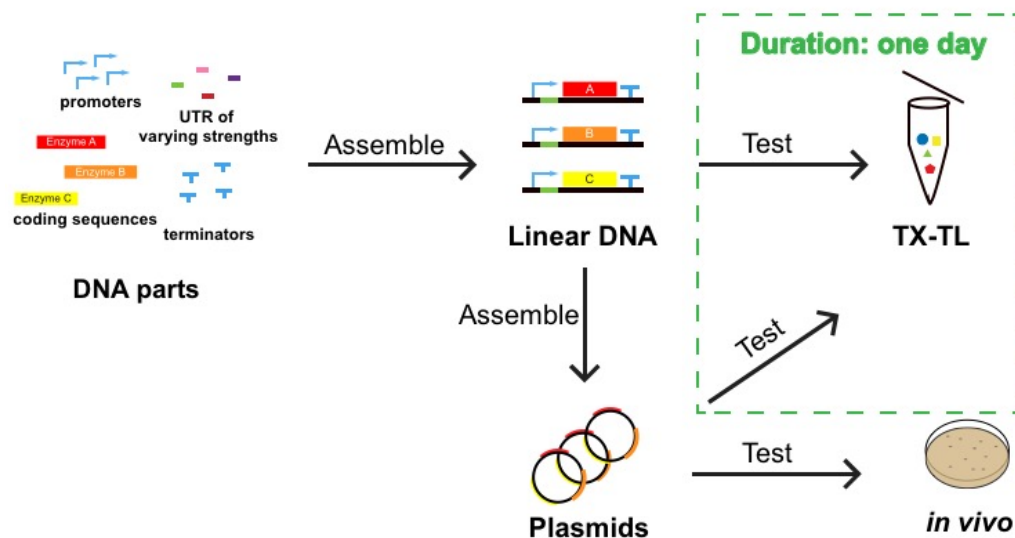 promoters
UTR of
varying strengths
Enzyme A
Enzyme B
Enzyme C
coding sequences
terminators
DNA parts
Assemble
A
B
C
Linear DNA
Assemble
Plasmids
Duration: one day
Test
TX-TL
Test
Test
in vivo